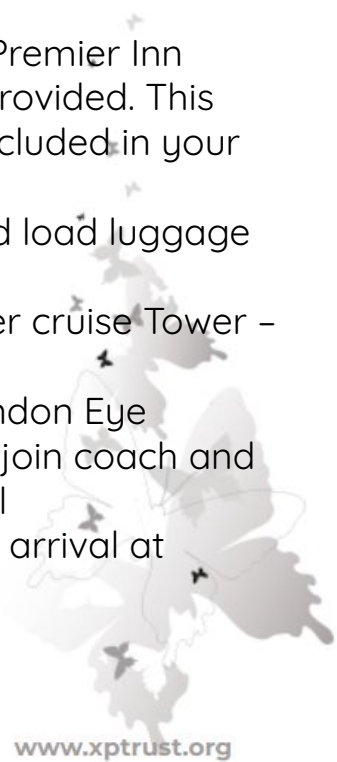 Premier Inn
rovided. This
cluded in your
d load luggage
er cruise Tower –
ndon Eye
join coach and
l
arrival at
www.xptrust.org